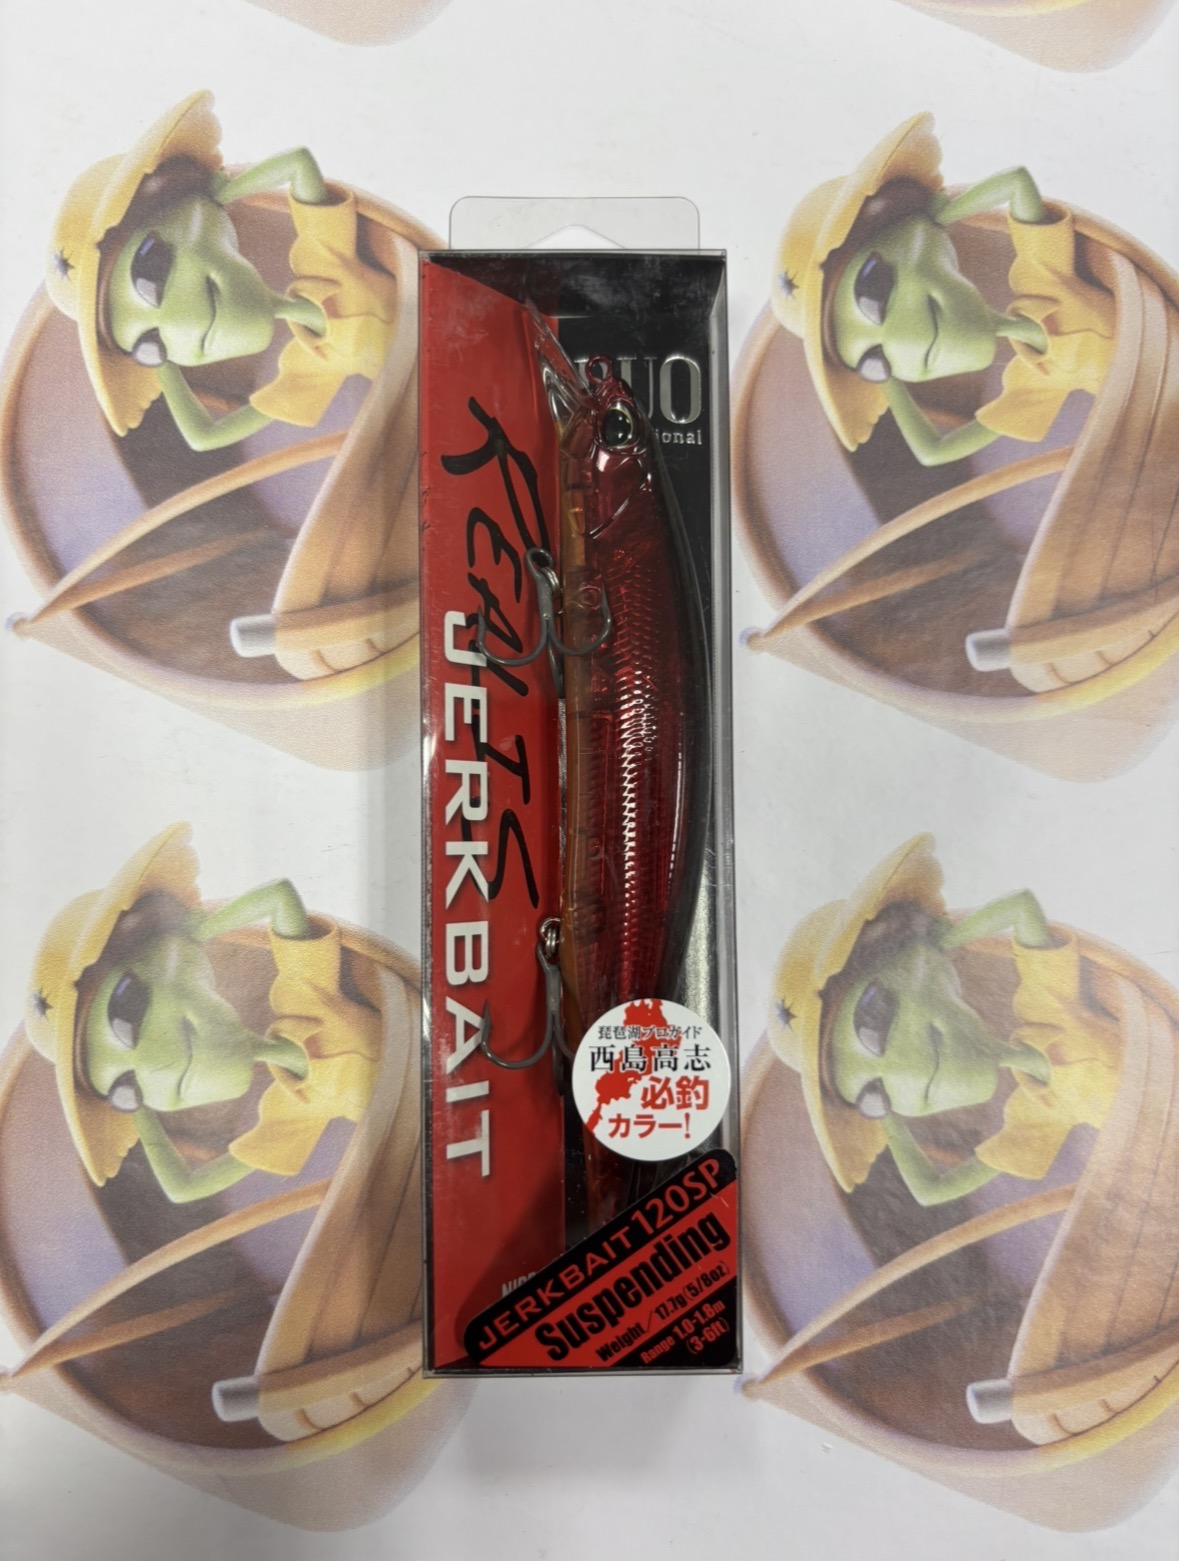 UO
ional
REALIS
JERKBAIT
琵琶湖プロガイド
西島高志
必釣
カラー!
JERKBAIT 120SP
Suspending
Weight/17.7g(5/8oz)
Range 1.0-1.8m
(3-6ft)